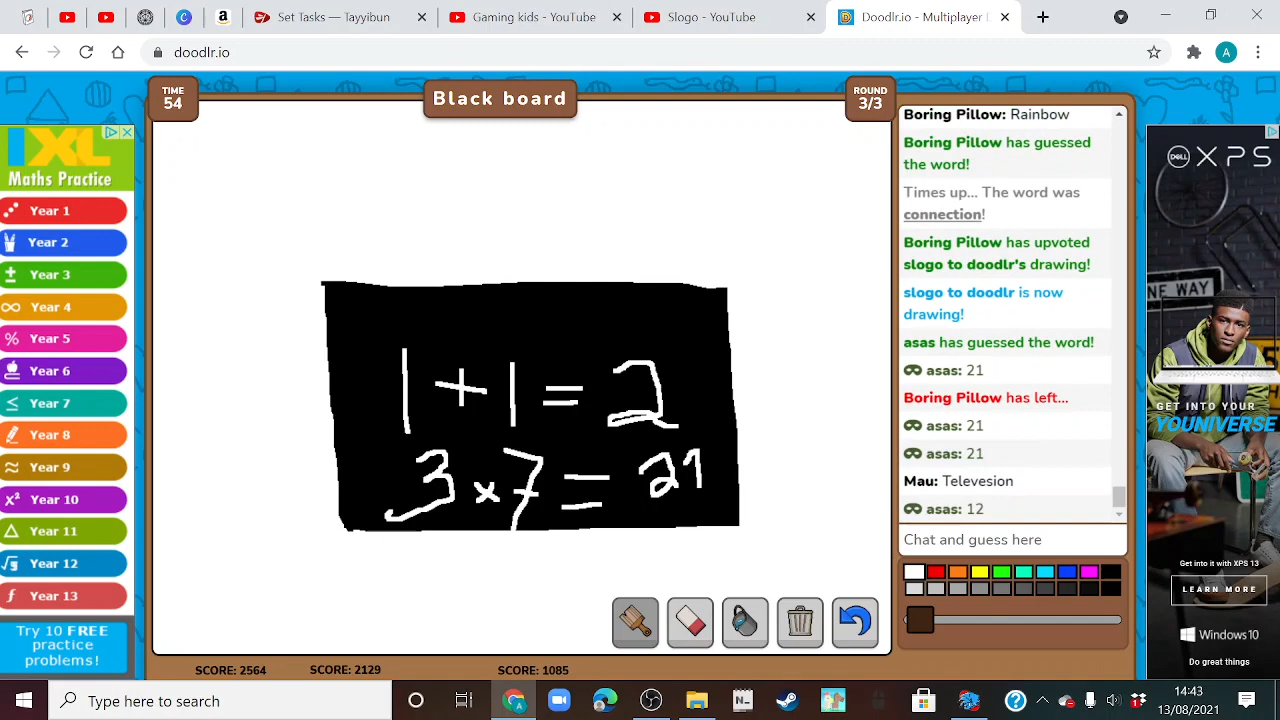 Set Task — Tayyibun
Gaming kids - YouTube
Slogo - YouTube
Doodlr - Multiplayer
doodlr.io
A
TIME
54
Black board
ROUND
3/3
IXL
Maths Practice
Year 1
Year 2
Year 3
Year 4
Year 5
Year 6
Year 7
Year 8
Year 9
Year 10
Year 11
Year 12
Year 13
Try 10 FREE
practice
problems!
1 + 1 = 2
3 x 7 = 21
Boring Pillow: Rainbow
Boring Pillow has guessed
the word!
Times up... The word was
connection!
Boring Pillow has upvoted
slogo to doodlr's drawing!
slogo to doodlr is now
drawing!
asas has guessed the word!
asas: 21
Boring Pillow has left...
asas: 21
asas: 21
Mau: Televesion
asas: 12
Chat and guess here
SCORE: 2564
SCORE: 2129
SCORE: 1085
DELL XPS
ONE WAY
GET INTO YOUR
YOUNIVERSE
Get into it with XPS 13
LEARN MORE
Windows 10
Do great things
Type here to search
14:43
13/08/2021